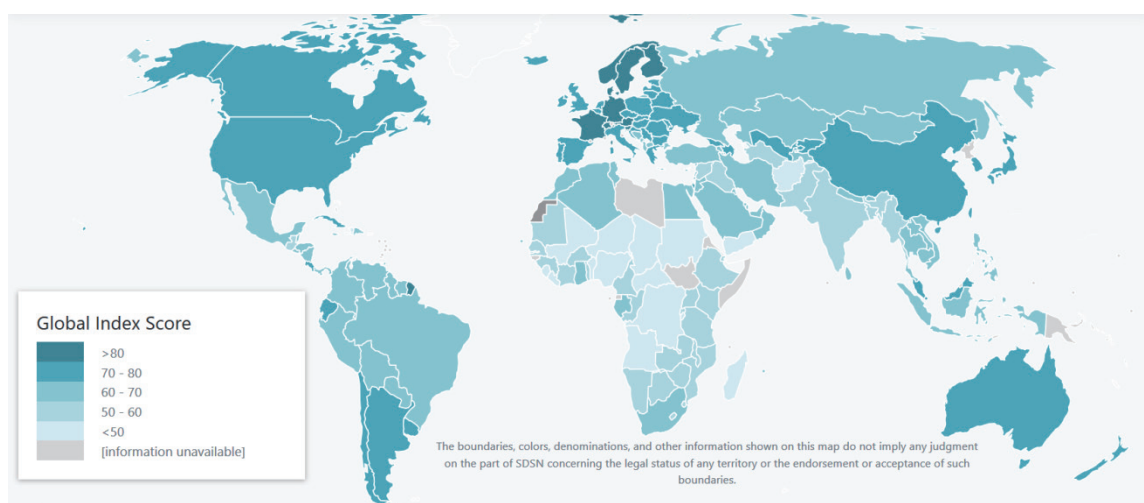 Global Index Score
>80
70 - 80
60 - 70
50 - 60
<50
[information unavailable]
The boundaries, colors, denominations, and other information shown on this map do not imply any judgment
on the part of SDSN concerning the legal status of any territory or the endorsement or acceptance of such
boundaries.